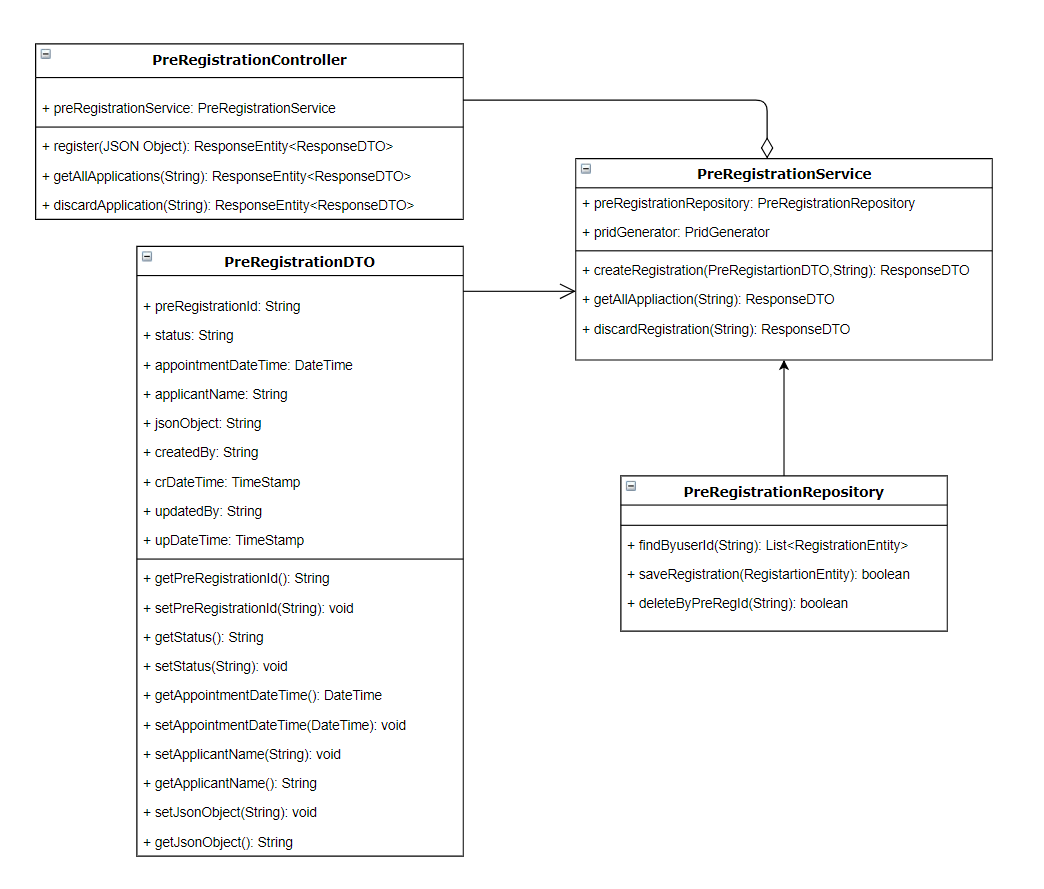 PreRegistrationController
+ preRegistrationService: PreRegistrationService
+ register(JSON Object): ResponseEntity<ResponseDTO>
+ getAllApplications(String): ResponseEntity<ResponseDTO>
+ discardApplication(String): ResponseEntity<ResponseDTO>
PreRegistrationService
+ preRegistrationRepository: PreRegistrationRepository
+ pridGenerator: PridGenerator
+ createRegistration(PreRegistartionDTO,String): ResponseDTO
+ getAllAppliaction(String): ResponseDTO
+ discardRegistration(String): ResponseDTO
PreRegistrationDTO
+ preRegistrationId: String
+ status: String
+ appointmentDateTime: DateTime
+ applicantName: String
+ jsonObject: String
+ createdBy: String
+ crDateTime: TimeStamp
+ updatedBy: String
+ upDateTime: TimeStamp
+ getPreRegistrationId(): String
+ setPreRegistrationId(String): void
+ getStatus(): String
+ setStatus(String): void
+ getAppointmentDateTime(): DateTime
+ setAppointmentDateTime(DateTime): void
+ setApplicantName(String): void
+ getApplicantName(): String
+ setJsonObject(String): void
+ getJsonObject(): String
PreRegistrationRepository
+ findByuserId(String): List<RegistrationEntity>
+ saveRegistration(RegistartionEntity): boolean
+ deleteByPreRegId(String): boolean